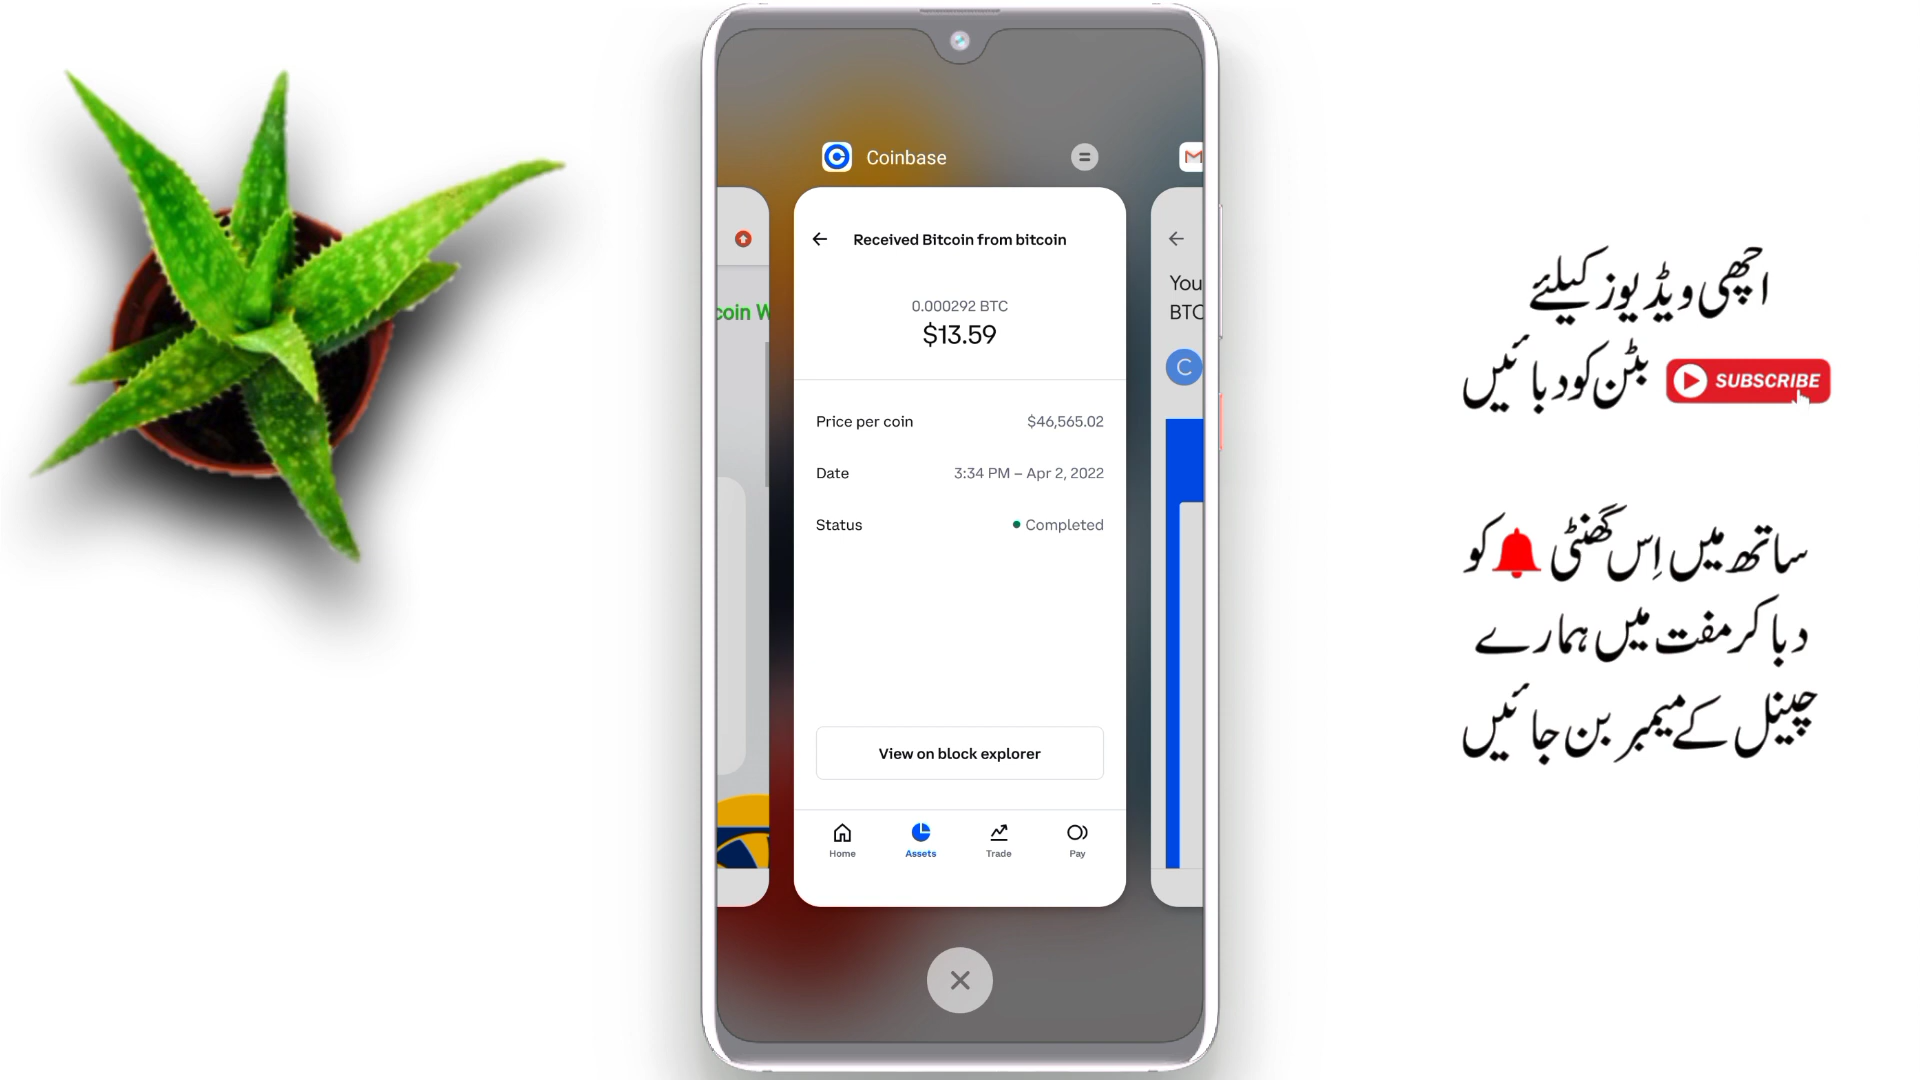 Coinbase
Received Bitcoin from bitcoin
0.000292 BTC
$13.59
Price per coin $46,565.02
Date 3:34 PM – Apr 2, 2022
Status Completed
View on block explorer
Home Assets Trade Pay
coin W
You
BTC
C
اچھی ویڈیوز کیلئے
SUBSCRIBE بٹن کو دبائیں
ساتھ میں اِس گھنٹی کو
دبا کر مفت میں ہمارے
چینل کے میمبر بن جائیں